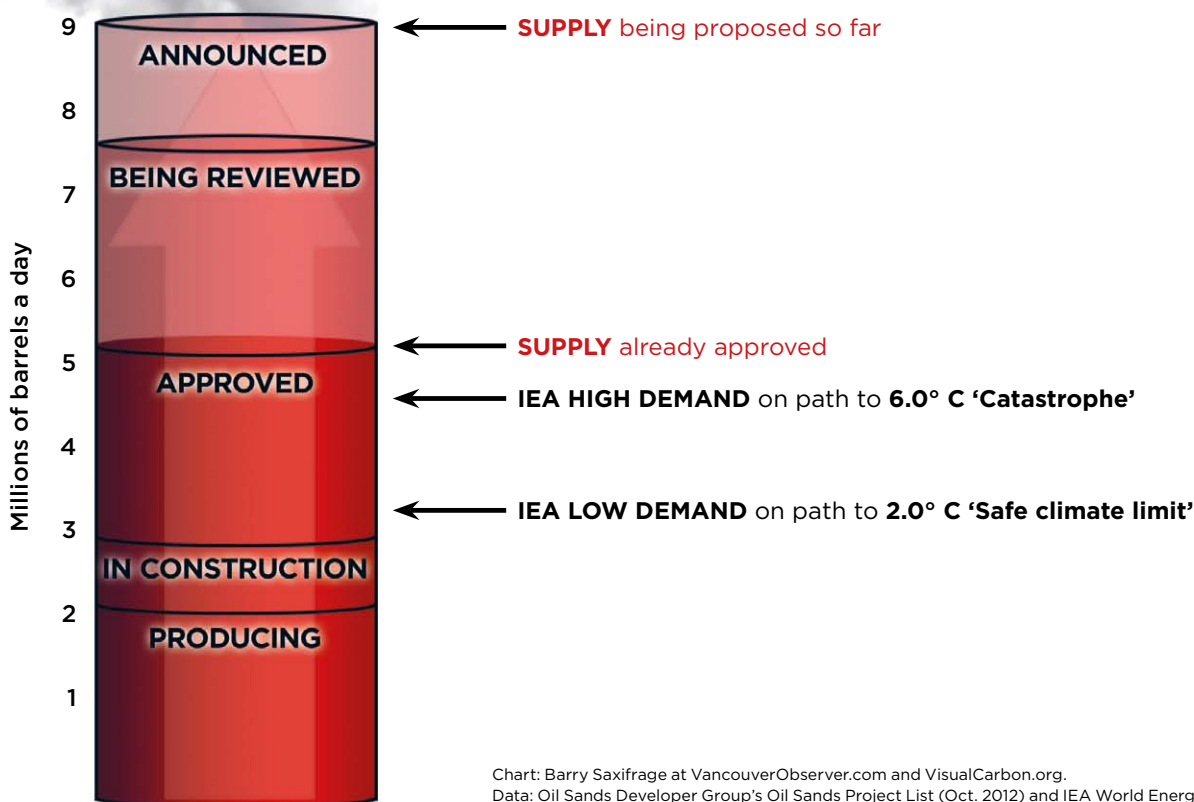 9
SUPPLY being proposed so far
ANNOUNCED
8
BEING REVIEWED
7
Millions of barrels a day
6
SUPPLY already approved
5
APPROVED
IEA HIGH DEMAND on path to 6.0° C ‘Catastrophe’
4
IEA LOW DEMAND on path to 2.0° C ‘Safe climate limit’
3
IN CONSTRUCTION
2
PRODUCING
1
Chart: Barry Saxifrage at VancouverObserver.com and VisualCarbon.org.
Data: Oil Sands Developer Group’s Oil Sands Project List (Oct. 2012) and IEA World Energ